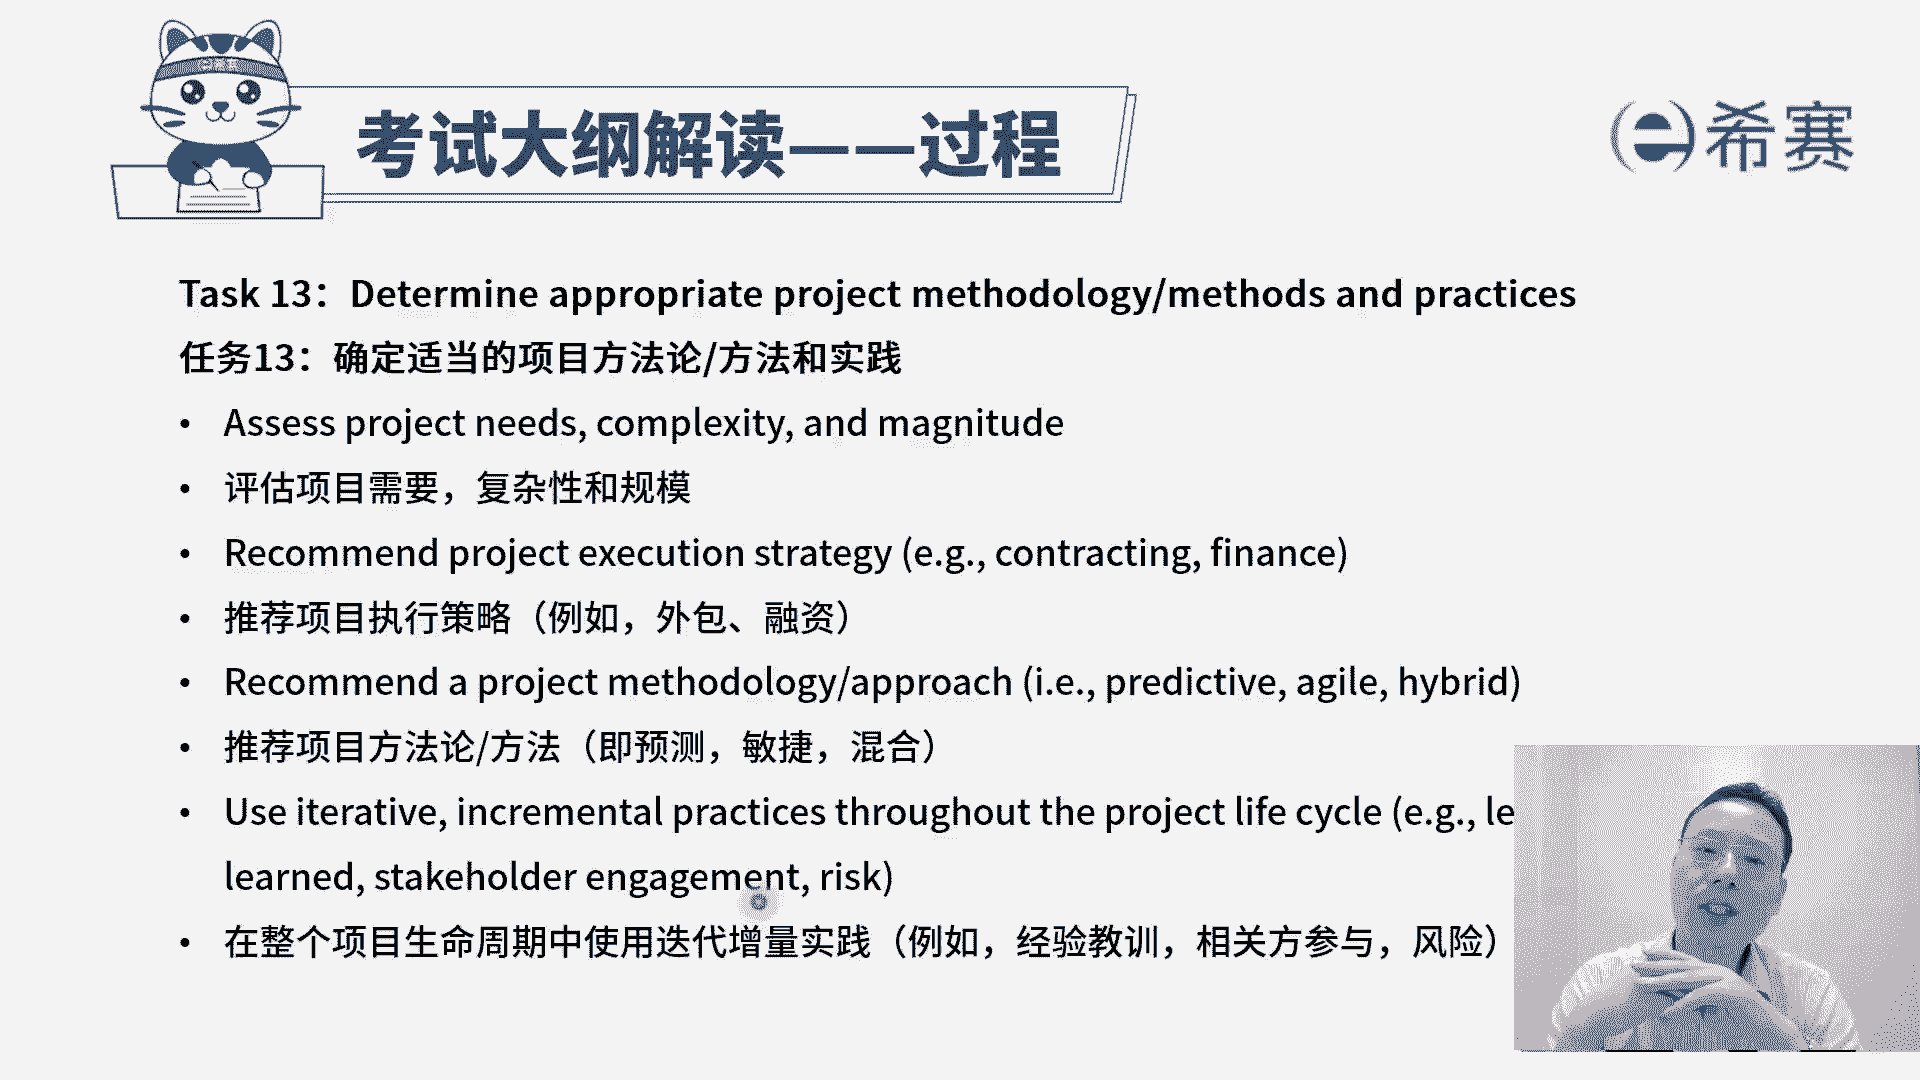 希赛
考试大纲解读——过程
希赛
Task 13：Determine appropriate project methodology/methods and practices
任务13：确定适当的项目方法论/方法和实践
• Assess project needs, complexity, and magnitude
• 评估项目需要，复杂性和规模
• Recommend project execution strategy (e.g., contracting, finance)
• 推荐项目执行策略（例如，外包、融资）
• Recommend a project methodology/approach (i.e., predictive, agile, hybrid)
• 推荐项目方法论/方法（即预测，敏捷，混合）
• Use iterative, incremental practices throughout the project life cycle (e.g., le
learned, stakeholder engagement, risk)
• 在整个项目生命周期中使用迭代增量实践（例如，经验教训，相关方参与，风险）